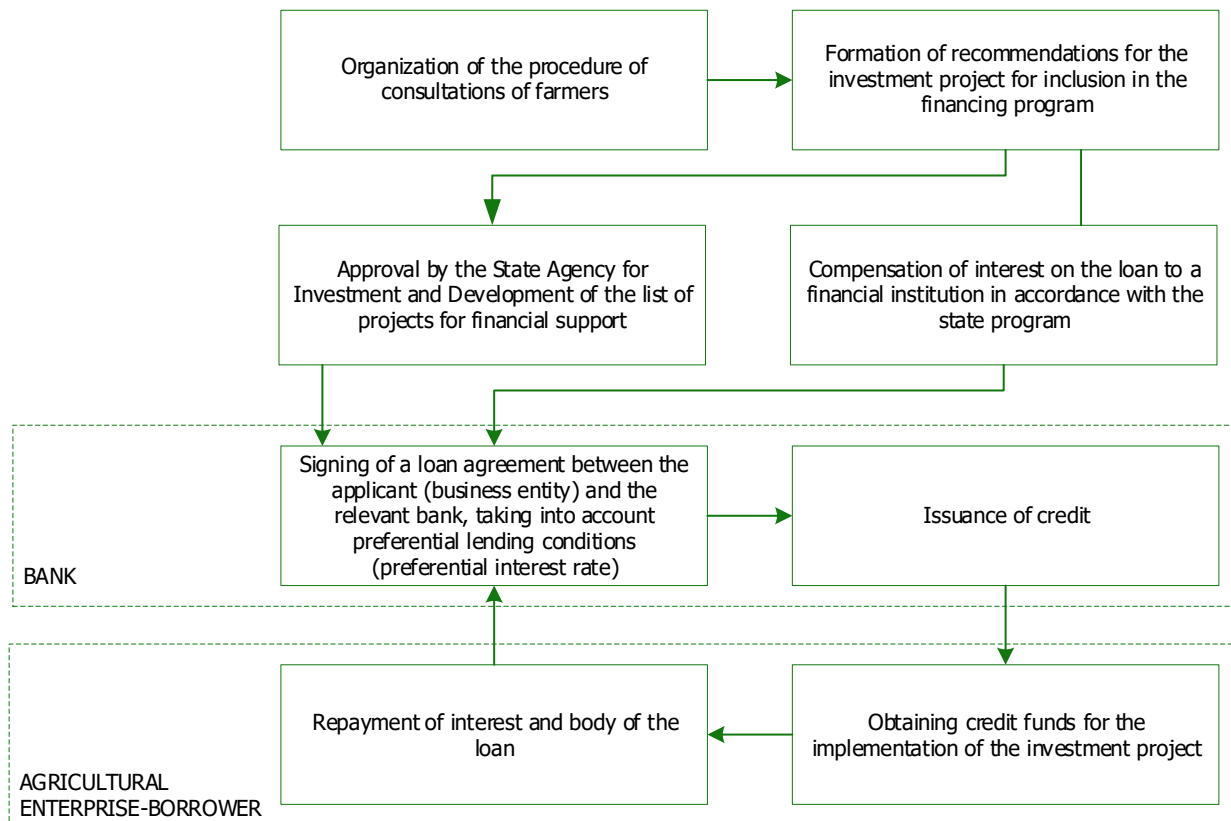 Organization of the procedure of
consultations of farmers
Formation of recommendations for the
investment project for inclusion in the
financing program
Approval by the State Agency for
Investment and Development of the list of
projects for financial support
Compensation of interest on the loan to a
financial institution in accordance with the
state program
Signing of a loan agreement between the
applicant (business entity) and the
relevant bank, taking into account
preferential lending conditions
(preferential interest rate)
Issuance of credit
BANK
Repayment of interest and body of the
loan
Obtaining credit funds for the
implementation of the investment project
AGRICULTURAL
ENTERPRISE-BORROWER